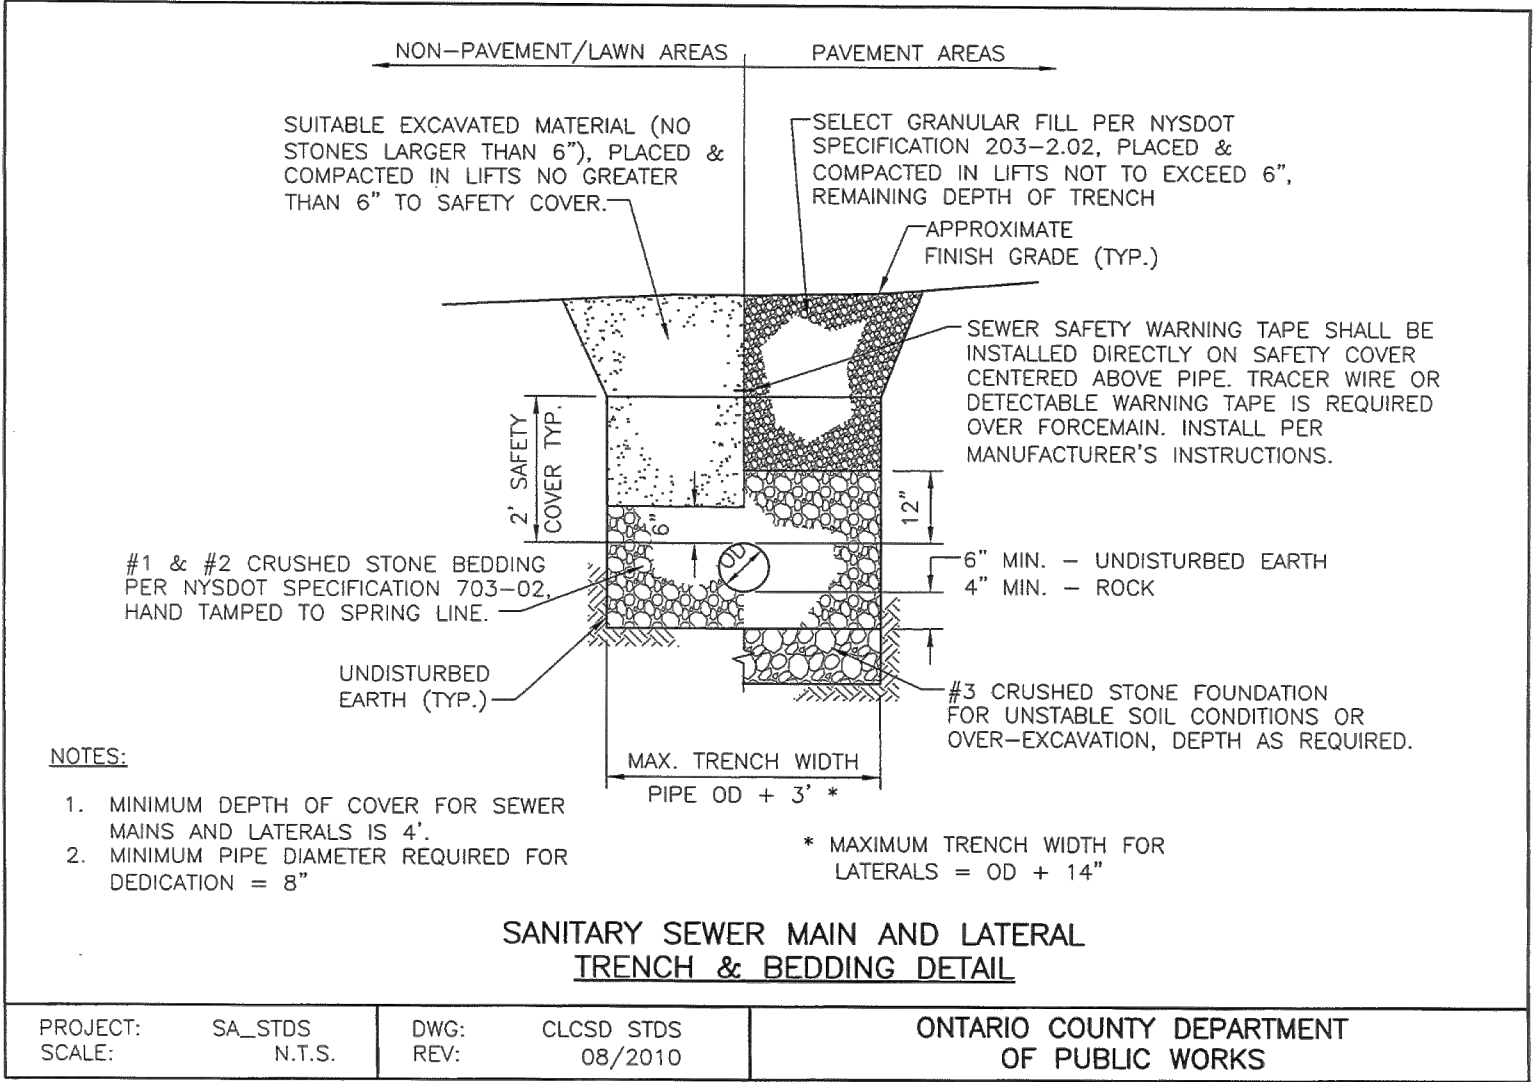 NON-PAVEMENT/LAWN AREAS
PAVEMENT AREAS
SUITABLE EXCAVATED MATERIAL (NO
STONES LARGER THAN 6"), PLACED &
COMPACTED IN LIFTS NO GREATER
THAN 6" TO SAFETY COVER.
SELECT GRANULAR FILL PER NYSDOT
SPECIFICATION 203-2.02, PLACED &
COMPACTED IN LIFTS NOT TO EXCEED 6",
REMAINING DEPTH OF TRENCH
APPROXIMATE
FINISH GRADE (TYP.)
SEWER SAFETY WARNING TAPE SHALL BE
INSTALLED DIRECTLY ON SAFETY COVER
CENTERED ABOVE PIPE. TRACER WIRE OR
DETECTABLE WARNING TAPE IS REQUIRED
OVER FORCEMAIN. INSTALL PER
MANUFACTURER'S INSTRUCTIONS.
2' SAFETY
COVER TYP.
6"
12"
OD
#1 & #2 CRUSHED STONE BEDDING
PER NYSDOT SPECIFICATION 703-02,
HAND TAMPED TO SPRING LINE.
6" MIN. - UNDISTURBED EARTH
4" MIN. - ROCK
UNDISTURBED
EARTH (TYP.)
#3 CRUSHED STONE FOUNDATION
FOR UNSTABLE SOIL CONDITIONS OR
OVER-EXCAVATION, DEPTH AS REQUIRED.
MAX. TRENCH WIDTH
PIPE OD + 3' *
NOTES:
1. MINIMUM DEPTH OF COVER FOR SEWER
MAINS AND LATERALS IS 4'.
2. MINIMUM PIPE DIAMETER REQUIRED FOR
DEDICATION = 8"
* MAXIMUM TRENCH WIDTH FOR
LATERALS = OD + 14"
SANITARY SEWER MAIN AND LATERAL
TRENCH & BEDDING DETAIL
PROJECT: SA_STDS
SCALE: N.T.S.
DWG: CLCSD STDS
REV: 08/2010
ONTARIO COUNTY DEPARTMENT
OF PUBLIC WORKS